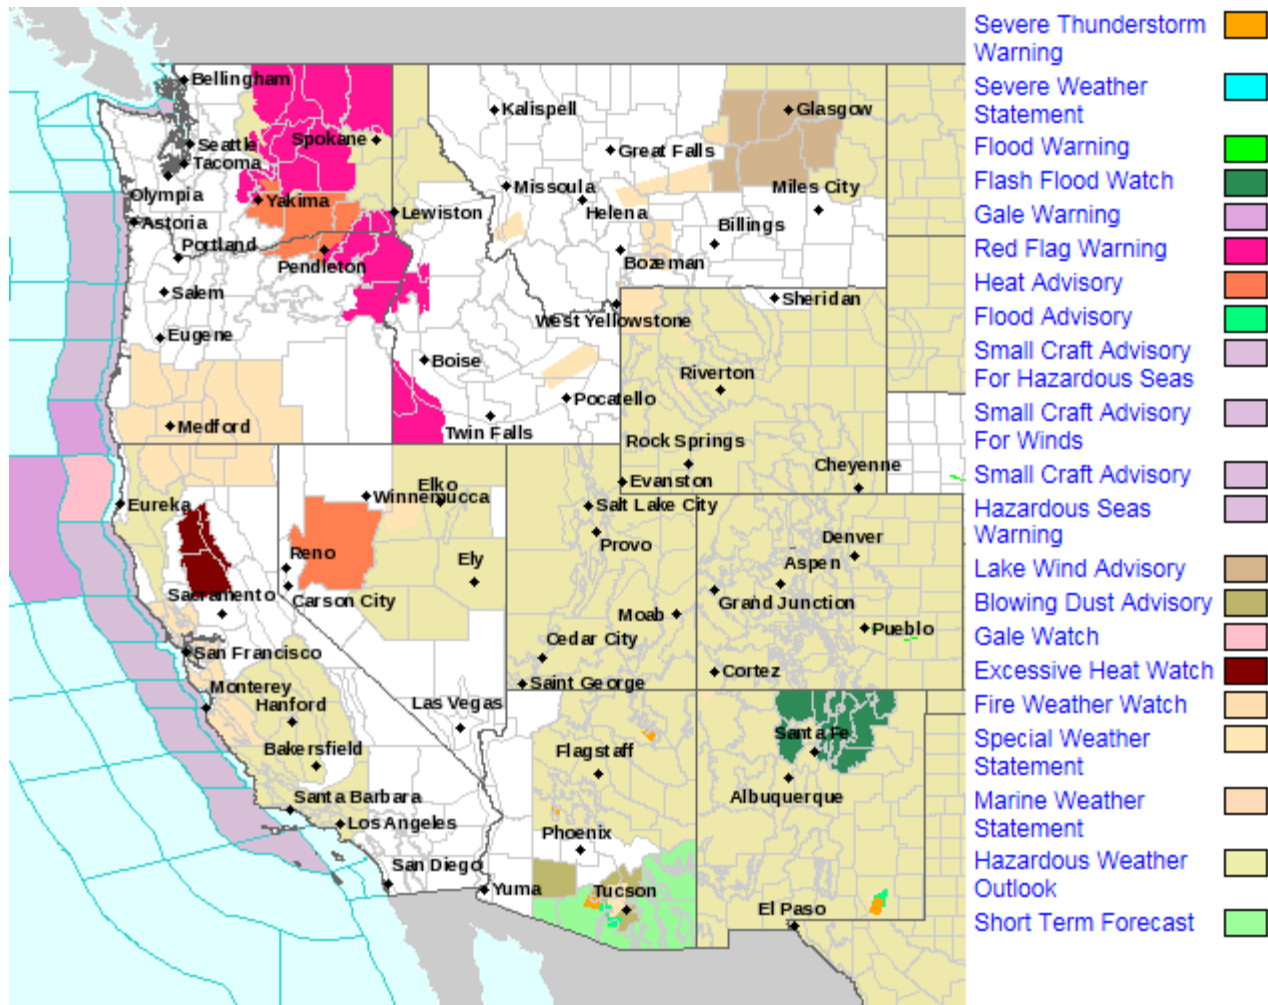 Bellingham
Seattle
Spokane
Tacoma
Olympia
Yakima
Astoria
Lewiston
Portland
Pendleton
Salem
Eugene
Medford
Kalispell
Glasgow
Great Falls
Missoula
Miles City
Helena
Billings
Bozeman
Sheridan
West Yellowstone
Boise
Riverton
Pocatello
Twin Falls
Rock Springs
Cheyenne
Evanston
Elko
Winnemucca
Eureka
Salt Lake City
Provo
Denver
Reno
Ely
Aspen
Sacramento
Carson City
Grand Junction
Moab
Pueblo
Cedar City
San Francisco
Cortez
Saint George
Monterey
Hanford
Las Vegas
Bakersfield
Flagstaff
Santa Fe
Santa Barbara
Albuquerque
Los Angeles
Phoenix
San Diego
Yuma
Tucson
El Paso
Severe Thunderstorm
Warning
Severe Weather
Statement
Flood Warning
Flash Flood Watch
Gale Warning
Red Flag Warning
Heat Advisory
Flood Advisory
Small Craft Advisory
For Hazardous Seas
Small Craft Advisory
For Winds
Small Craft Advisory
Hazardous Seas
Warning
Lake Wind Advisory
Blowing Dust Advisory
Gale Watch
Excessive Heat Watch
Fire Weather Watch
Special Weather
Statement
Marine Weather
Statement
Hazardous Weather
Outlook
Short Term Forecast